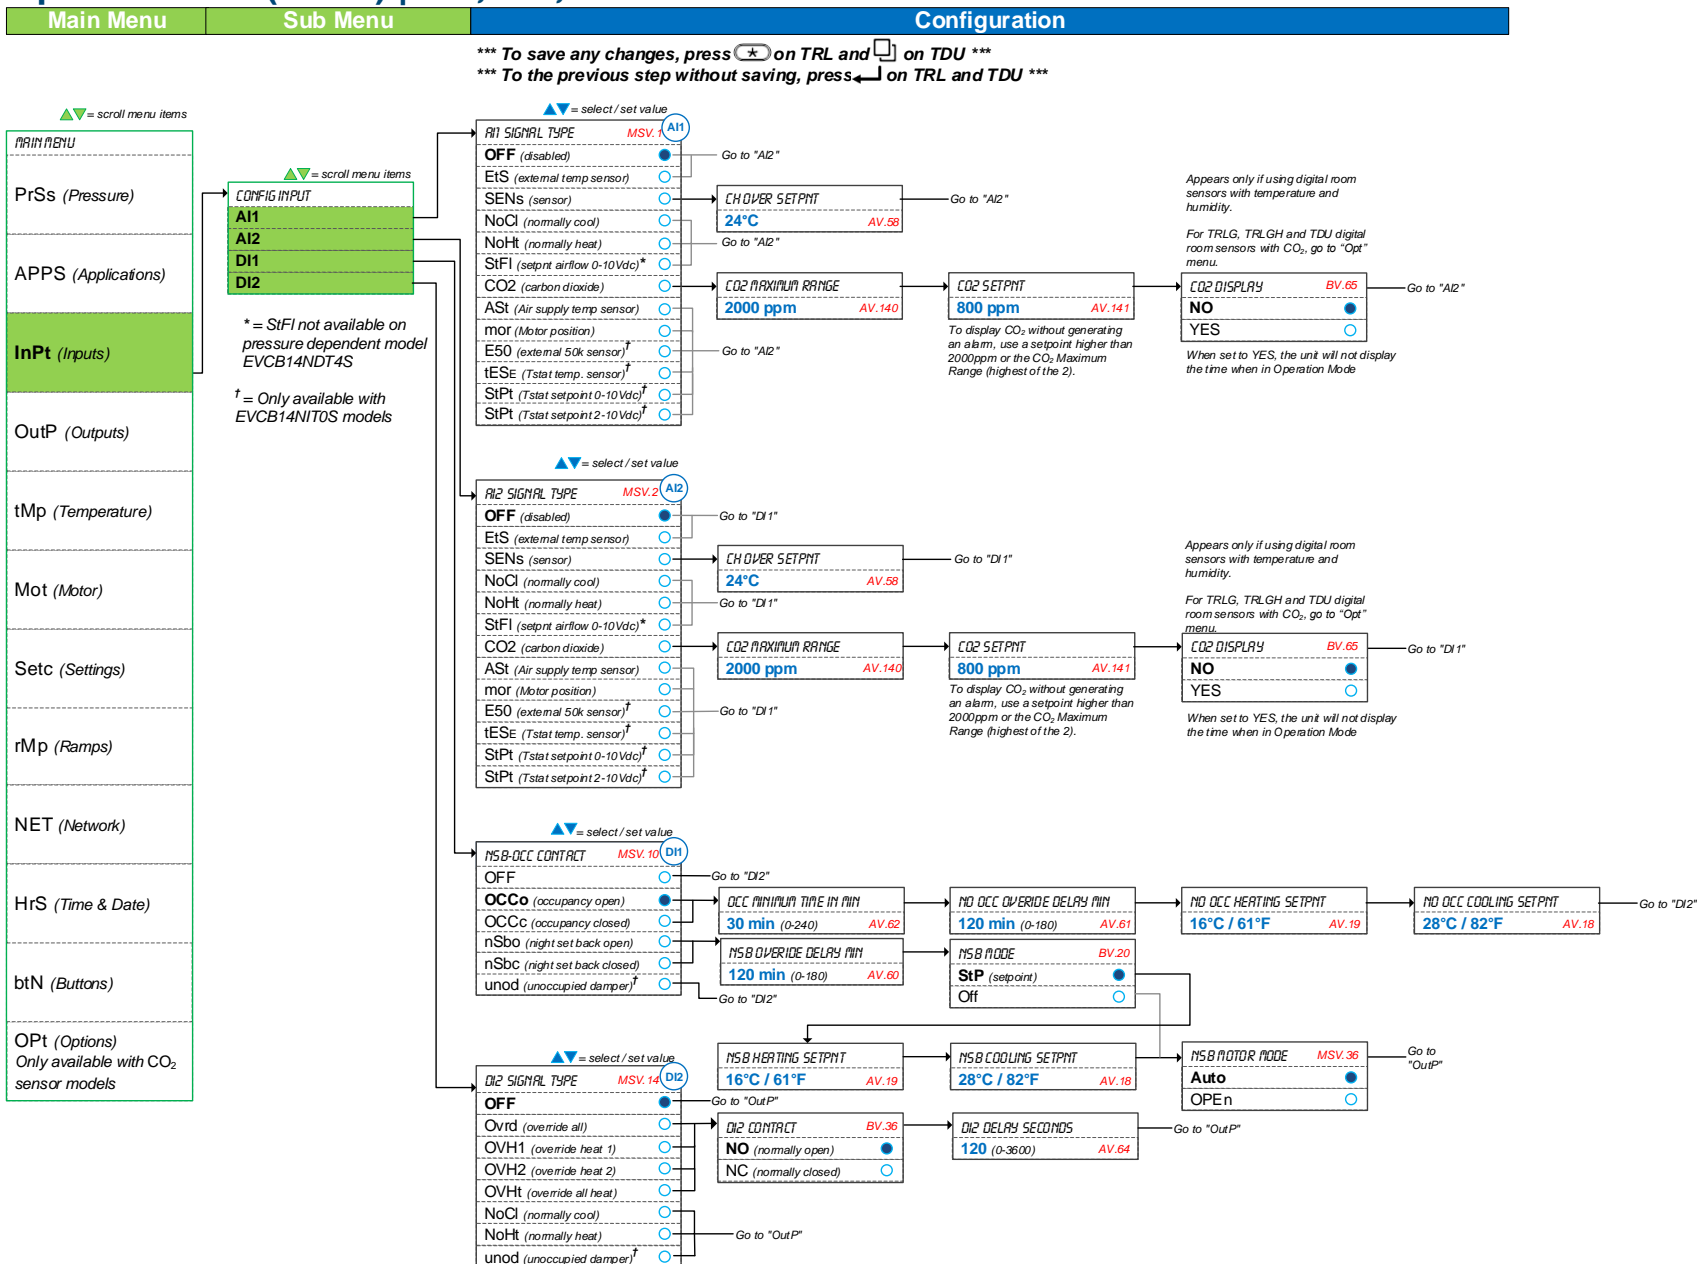 Main Menu
Sub Menu
Configuration
*** To save any changes, press on TRL and on TDU ***
*** To the previous step without saving, press on TRL and TDU ***
= scroll menu items
MAIN MENU
PrSs (Pressure)
APPS (Applications)
InPt (Inputs)
OutP (Outputs)
tMp (Temperature)
Mot (Motor)
Setc (Settings)
rMp (Ramps)
NET (Network)
HrS (Time & Date)
btN (Buttons)
OPt (Options)
Only available with CO₂
sensor models
= scroll menu items
CONFIG INPUT
AI1
AI2
DI1
DI2
* = StFl not available on
pressure dependent model
EVCB14NDT4S
† = Only available with
EVCB14NIT0S models
= select / set value
AI1 SIGNAL TYPE MSV.1 AI1
OFF (disabled)
EtS (external temp sensor)
SENs (sensor)
NoCl (normally cool)
NoHt (normally heat)
StFl (setpnt airflow 0-10Vdc)*
CO2 (carbon dioxide)
ASt (Air supply temp sensor)
mor (Motor position)
E50 (external 50k sensor)†
tESE (Tstat temp. sensor)†
StPt (Tstat setpoint 0-10Vdc)†
StPt (Tstat setpoint 2-10Vdc)†
Go to "AI2"
CH OVER SETPNT
24°C AV.58
Go to "AI2"
Go to "AI2"
CO2 MAXIMUM RANGE
2000 ppm AV.140
CO2 SETPNT
800 ppm AV.141
To display CO₂ without generating
an alarm, use a setpoint higher than
2000ppm or the CO₂ Maximum
Range (highest of the 2).
Appears only if using digital room
sensors with temperature and
humidity.
For TRLG, TRLGH and TDU digital
room sensors with CO₂, go to "Opt"
menu.
CO2 DISPLAY BV.65
NO
YES
When set to YES, the unit will not display
the time when in Operation Mode
Go to "AI2"
Go to "AI2"
= select / set value
AI2 SIGNAL TYPE MSV.2 AI2
OFF (disabled)
EtS (external temp sensor)
SENs (sensor)
NoCl (normally cool)
NoHt (normally heat)
StFl (setpnt airflow 0-10Vdc)*
CO2 (carbon dioxide)
ASt (Air supply temp sensor)
mor (Motor position)
E50 (external 50k sensor)†
tESE (Tstat temp. sensor)†
StPt (Tstat setpoint 0-10Vdc)†
StPt (Tstat setpoint 2-10Vdc)†
Go to "DI1"
CH OVER SETPNT
24°C AV.58
Go to "DI1"
Go to "DI1"
CO2 MAXIMUM RANGE
2000 ppm AV.140
CO2 SETPNT
800 ppm AV.141
To display CO₂ without generating
an alarm, use a setpoint higher than
2000ppm or the CO₂ Maximum
Range (highest of the 2).
Appears only if using digital room
sensors with temperature and
humidity.
For TRLG, TRLGH and TDU digital
room sensors with CO₂, go to "Opt"
menu.
CO2 DISPLAY BV.65
NO
YES
When set to YES, the unit will not display
the time when in Operation Mode
Go to "DI1"
Go to "DI1"
= select / set value
NSB-OCC CONTACT MSV.10 DI1
OFF
OCCo (occupancy open)
OCCc (occupancy closed)
nSbo (night set back open)
nSbc (night set back closed)
unod (unoccupied damper)†
Go to "DI2"
OCC MINIMUM TIME IN MIN
30 min (0-240) AV.62
NO OCC OVERIDE DELAY MIN
120 min (0-180) AV.61
NO OCC HEATING SETPNT
16°C / 61°F AV.19
NO OCC COOLING SETPNT
28°C / 82°F AV.18
Go to "DI2"
NSB OVERIDE DELAY MIN
120 min (0-180) AV.60
NSB MODE BV.20
StP (setpoint)
Off
Go to "DI2"
NSB HEATING SETPNT
16°C / 61°F AV.19
NSB COOLING SETPNT
28°C / 82°F AV.18
NSB MOTOR MODE MSV.36
Auto
OPEn
Go to
"OutP"
= select / set value
DI2 SIGNAL TYPE MSV.14 DI2
OFF
Ovrd (override all)
OVH1 (override heat 1)
OVH2 (override heat 2)
OVHt (override all heat)
NoCl (normally cool)
NoHt (normally heat)
unod (unoccupied damper)†
Go to "OutP"
DI2 CONTACT BV.36
NO (normally open)
NC (normally closed)
DI2 DELAY SECONDS
120 (0-3600) AV.64
Go to "OutP"
Go to "OutP"